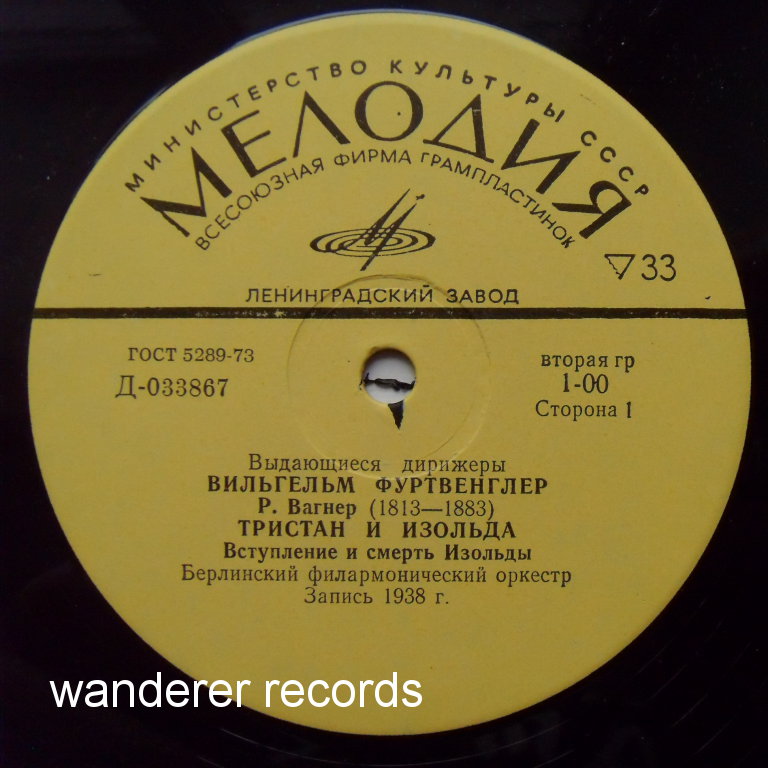 МИНИСТЕРСТВО КУЛЬТУРЫ СССР
МЕЛОДИЯ
ВСЕСОЮЗНАЯ ФИРМА ГРАМПЛАСТИНОК
33
ЛЕНИНГРАДСКИЙ ЗАВОД
ГОСТ 5289-73
Д-033867
вторая гр
1-00
Сторона 1
Выдающиеся дирижеры
ВИЛЬГЕЛЬМ ФУРТВЕНГЛЕР
Р. Вагнер (1813—1883)
ТРИСТАН И ИЗОЛЬДА
Вступление и смерть Изольды
Берлинский филармонический оркестр
Запись 1938 г.
wanderer records